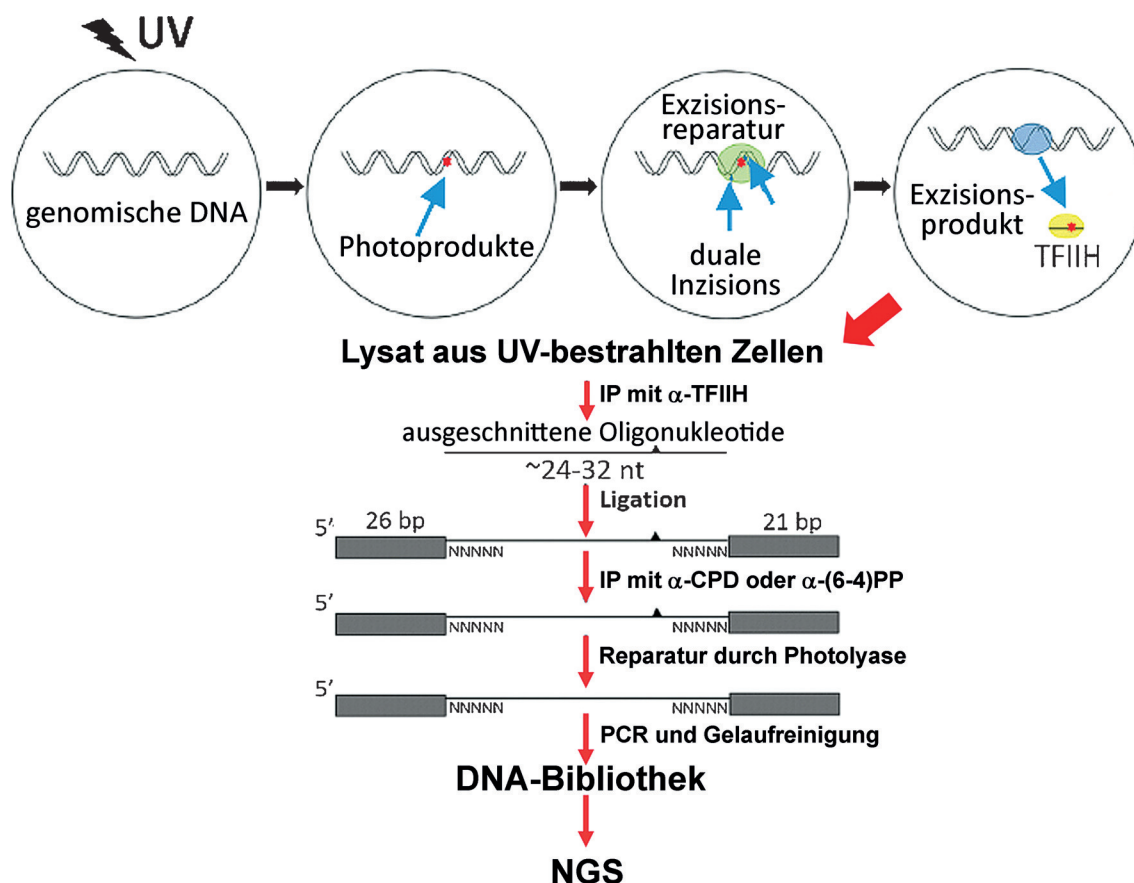 UV
genomische DNA
Photoprodukte
Exzisions-
reparatur
duale
Inzisions
Exzisions-
produkt
TFIIH
Lysat aus UV-bestrahlten Zellen
IP mit α-TFIIH
ausgeschnittene Oligonukleotide
~24-32 nt
Ligation
5′ 26 bp 21 bp
NNNNN NNNNN
IP mit α-CPD oder α-(6-4)PP
5′
NNNNN NNNNN
Reparatur durch Photolyase
5′
NNNNN NNNNN
PCR und Gelaufreinigung
DNA-Bibliothek
NGS